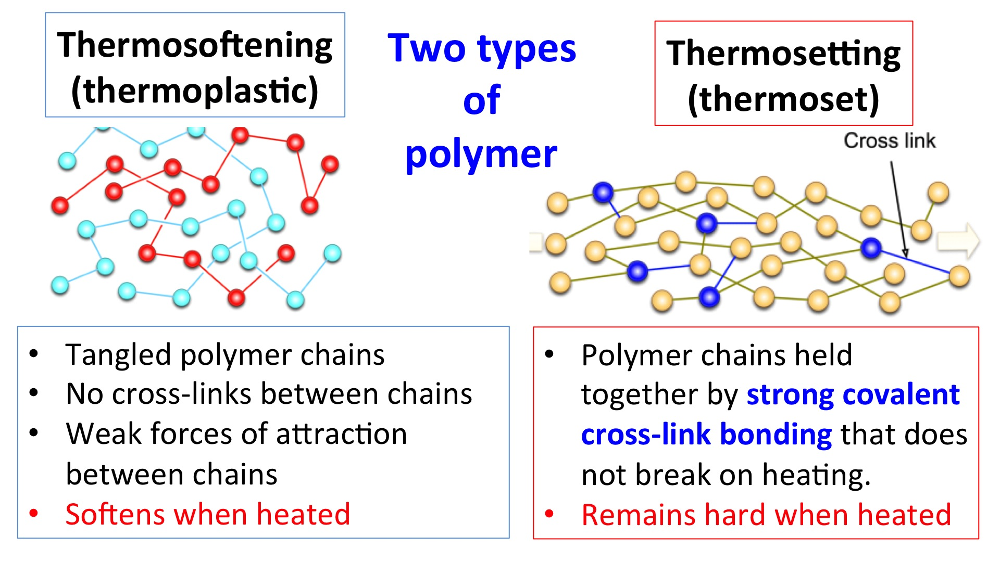 Thermosoftening
(thermoplastic)
Two types
of
polymer
Thermosetting
(thermoset)
Cross link
• Tangled polymer chains
• No cross-links between chains
• Weak forces of attraction
between chains
• Softens when heated
• Polymer chains held
together by strong covalent
cross-link bonding that does
not break on heating.
• Remains hard when heated